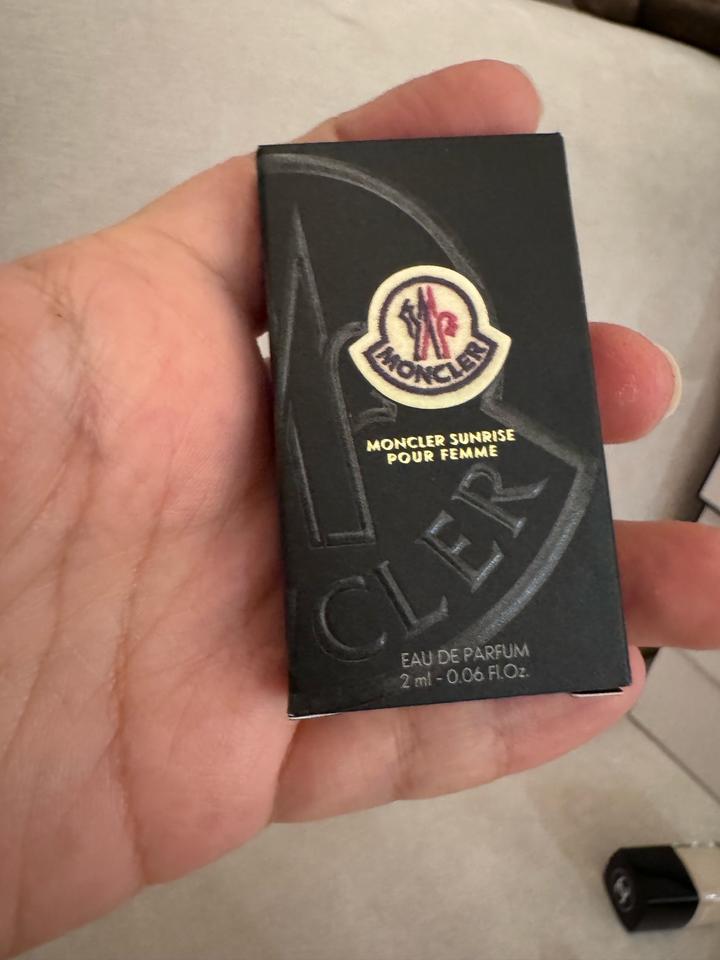 MONCLER
MONCLER SUNRISE
POUR FEMME
CLER
EAU DE PARFUM
2 ml - 0.06 Fl.Oz.